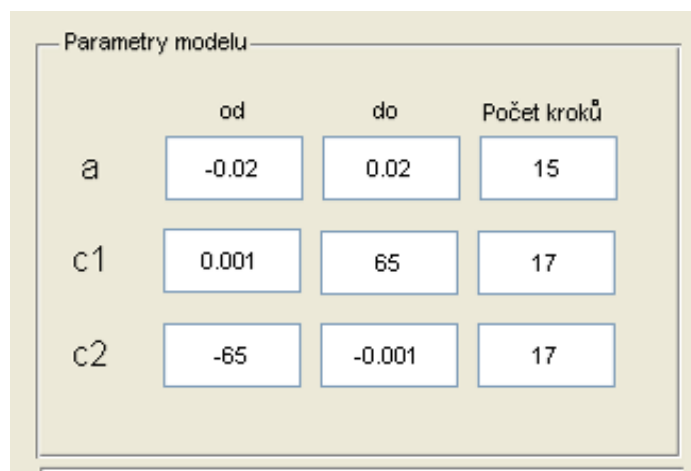 Parametry modelu
od do Počet kroků
a -0.02 0.02 15
c1 0.001 65 17
c2 -65 -0.001 17